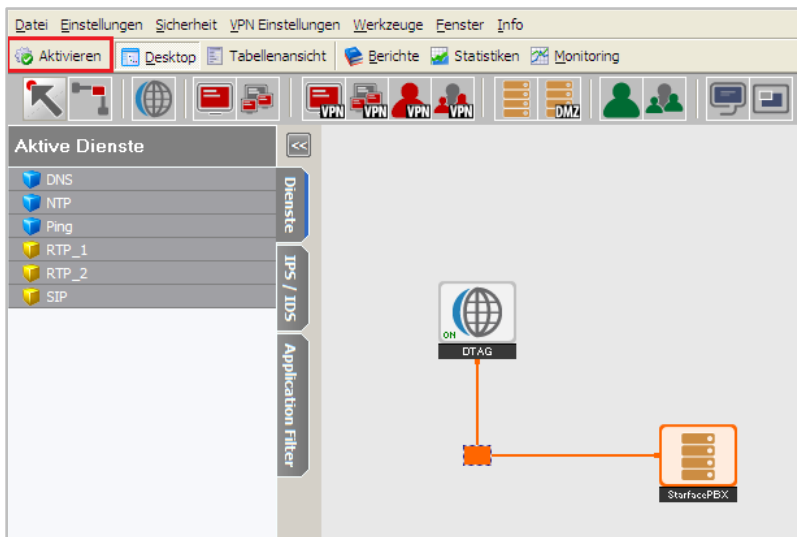 Datei Einstellungen Sicherheit VPN Einstellungen Werkzeuge Fenster Info
Aktivieren Desktop Tabellenansicht Berichte Statistiken Monitoring
VPN VPN VPN VPN DMZ
Aktive Dienste <<
DNS
NTP
Ping
RTP_1
RTP_2
SIP
Dienste
IPS / IDS
Application Filter
ON
DTAG
StarfacePBX